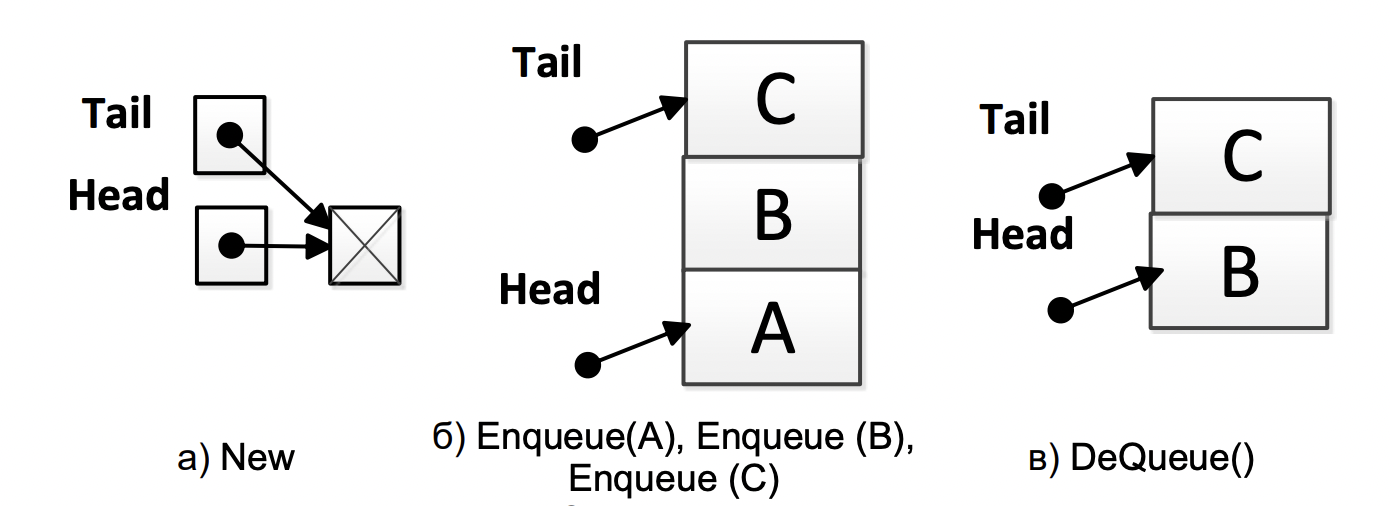 Tail
Head
а) New
Tail
C
B
Head
A
б) Enqueue(A), Enqueue (B),
Enqueue (C)
Tail
C
Head
B
в) DeQueue()